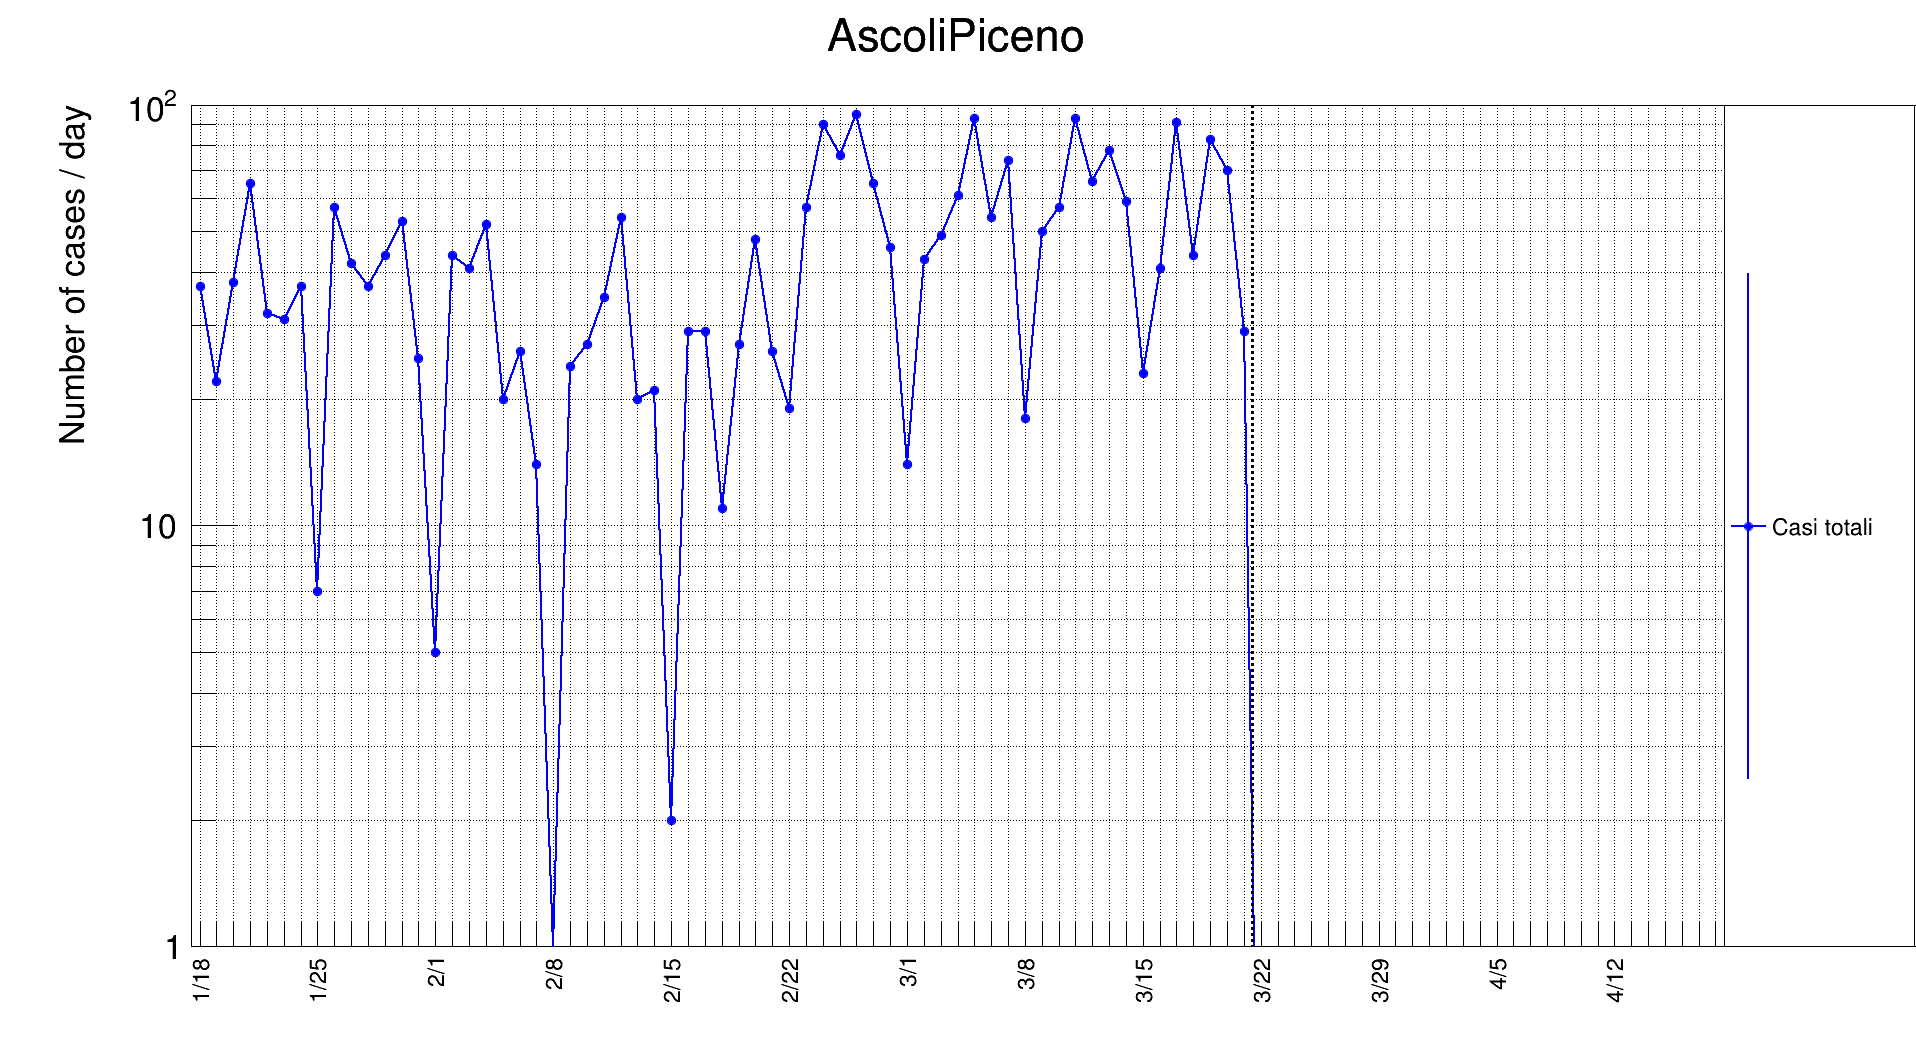 AscoliPiceno
Number of cases / day
10²
10
1
1/18 1/25 2/1 2/8 2/15 2/22 3/1 3/8 3/15 3/22 3/29 4/5 4/12
Casi totali